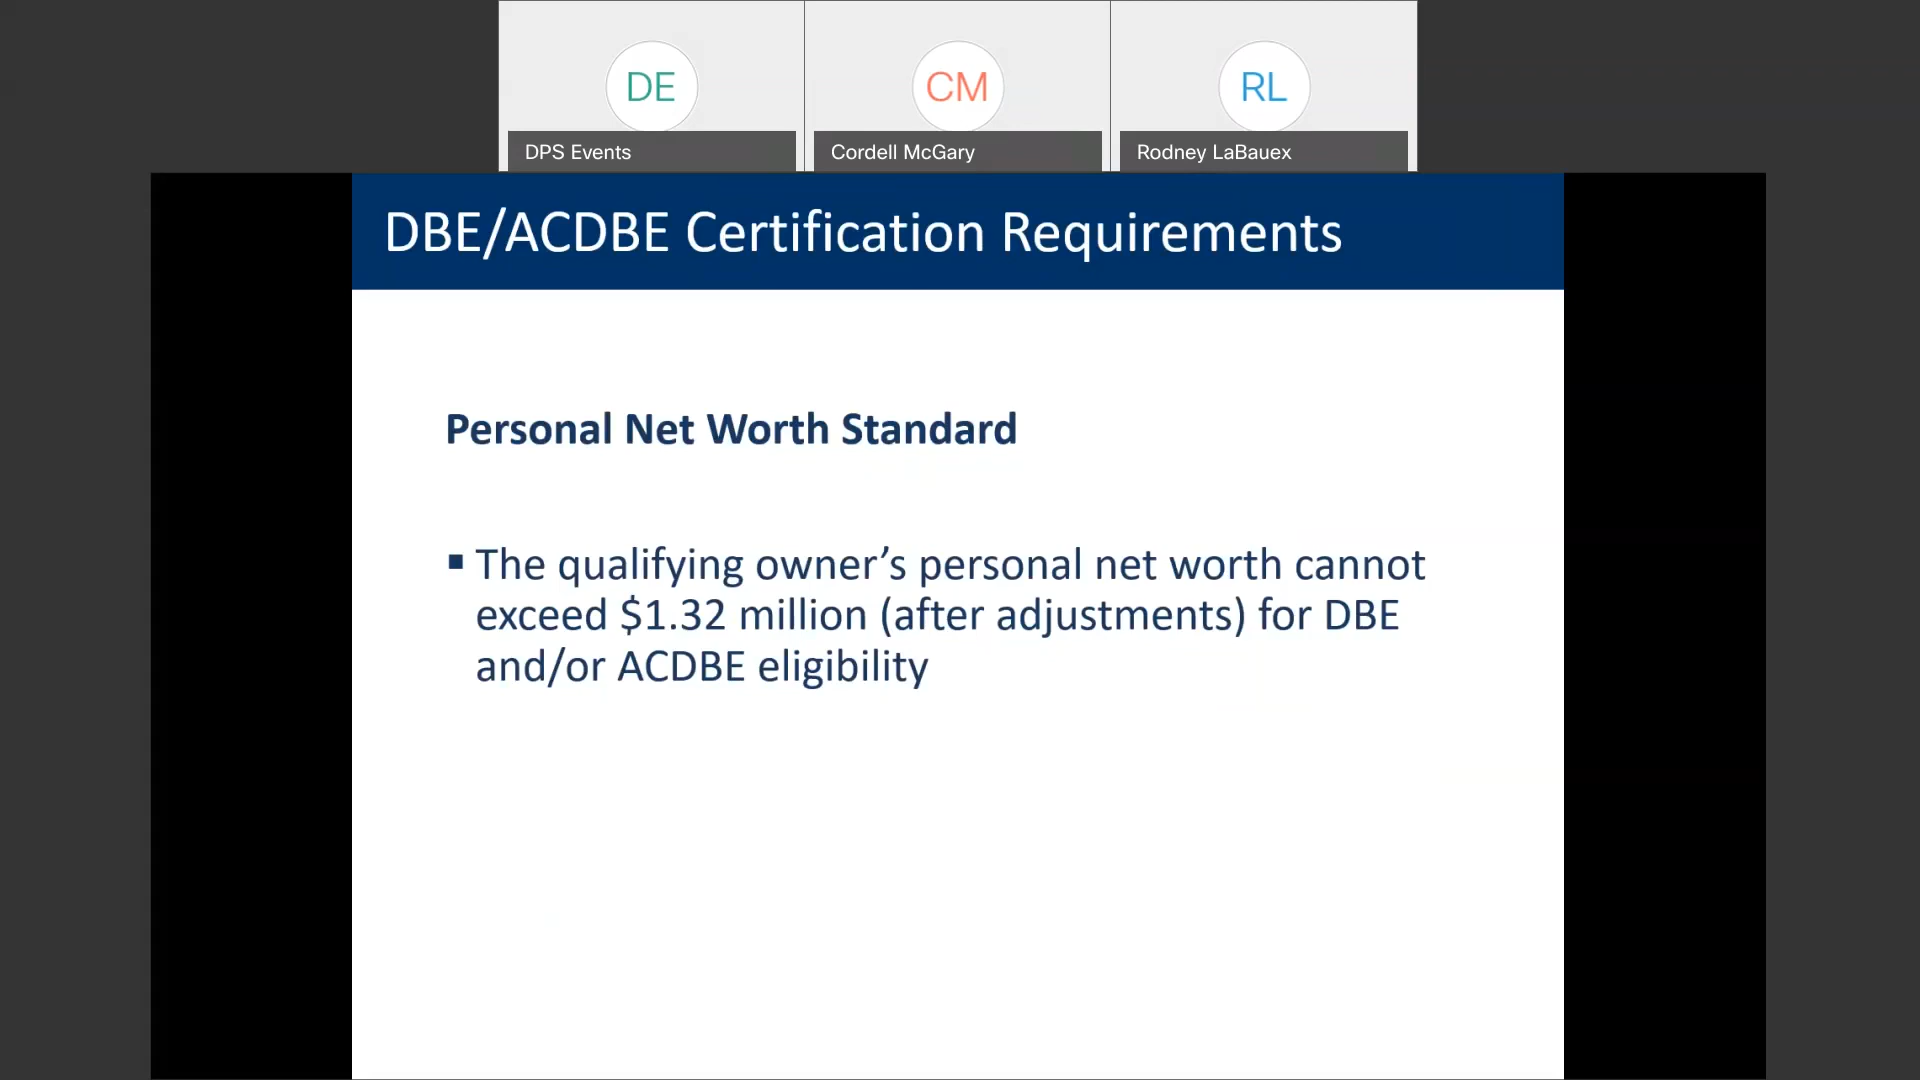 DE
CM
RL
DPS Events
Cordell McGary
Rodney LaBauex
DBE/ACDBE Certification Requirements
Personal Net Worth Standard
▪ The qualifying owner’s personal net worth cannot
exceed $1.32 million (after adjustments) for DBE
and/or ACDBE eligibility